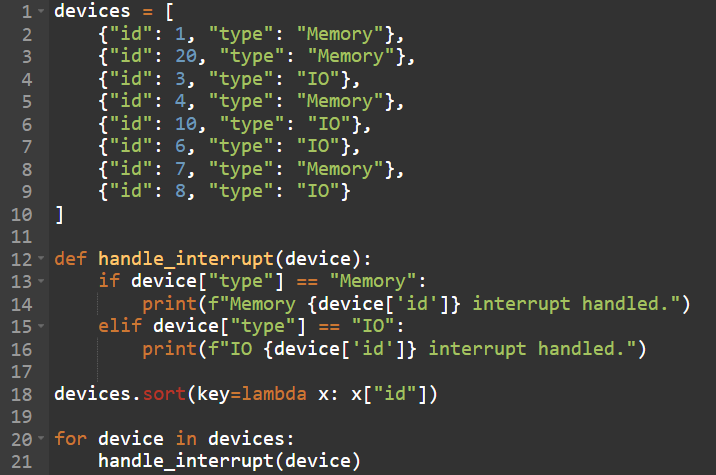 1 devices = [
2     {"id": 1, "type": "Memory"},
3     {"id": 20, "type": "Memory"},
4     {"id": 3, "type": "IO"},
5     {"id": 4, "type": "Memory"},
6     {"id": 10, "type": "IO"},
7     {"id": 6, "type": "IO"},
8     {"id": 7, "type": "Memory"},
9     {"id": 8, "type": "IO"}
10 ]
11
12 def handle_interrupt(device):
13     if device["type"] == "Memory":
14         print(f"Memory {device['id']} interrupt handled.")
15     elif device["type"] == "IO":
16         print(f"IO {device['id']} interrupt handled.")
17
18 devices.sort(key=lambda x: x["id"])
19
20 for device in devices:
21     handle_interrupt(device)